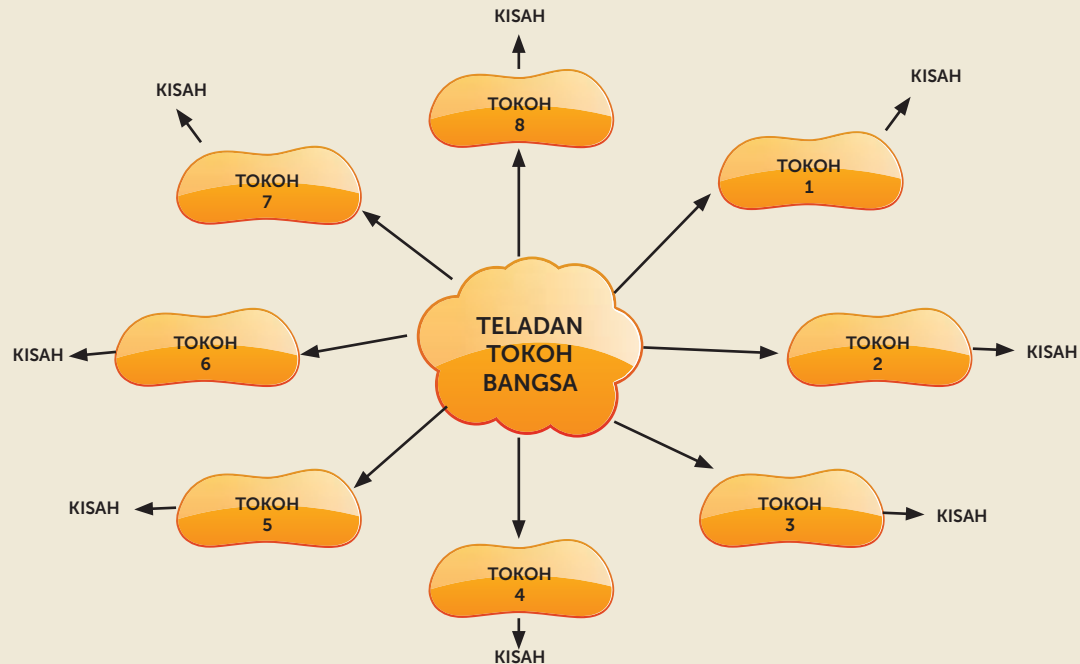 KISAH
TOKOH
8
KISAH
TOKOH
7
KISAH
TOKOH
1
TELADAN
TOKOH
BANGSA
KISAH
TOKOH
6
TOKOH
2
KISAH
KISAH
TOKOH
5
TOKOH
3
KISAH
TOKOH
4
KISAH